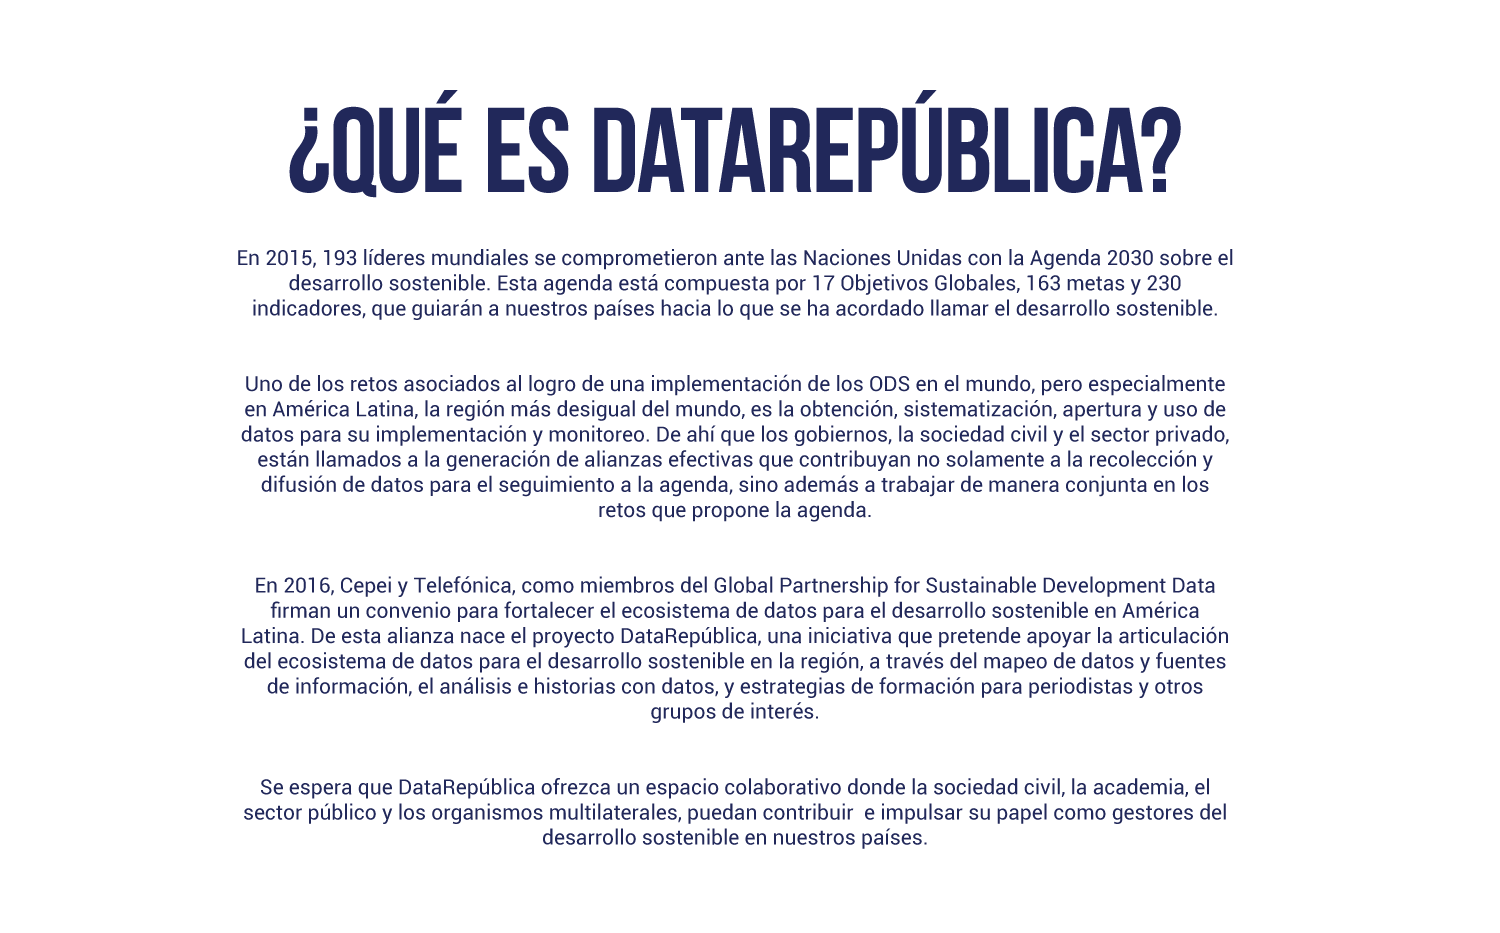 ¿QUÉ ES DATAREPÚBLICA?
En 2015, 193 líderes mundiales se comprometieron ante las Naciones Unidas con la Agenda 2030 sobre el
desarrollo sostenible. Esta agenda está compuesta por 17 Objetivos Globales, 163 metas y 230
indicadores, que guiarán a nuestros países hacia lo que se ha acordado llamar el desarrollo sostenible.
Uno de los retos asociados al logro de una implementación de los ODS en el mundo, pero especialmente
en América Latina, la región más desigual del mundo, es la obtención, sistematización, apertura y uso de
datos para su implementación y monitoreo. De ahí que los gobiernos, la sociedad civil y el sector privado,
están llamados a la generación de alianzas efectivas que contribuyan no solamente a la recolección y
difusión de datos para el seguimiento a la agenda, sino además a trabajar de manera conjunta en los
retos que propone la agenda.
En 2016, Cepei y Telefónica, como miembros del Global Partnership for Sustainable Development Data
firman un convenio para fortalecer el ecosistema de datos para el desarrollo sostenible en América
Latina. De esta alianza nace el proyecto DataRepública, una iniciativa que pretende apoyar la articulación
del ecosistema de datos para el desarrollo sostenible en la región, a través del mapeo de datos y fuentes
de información, el análisis e historias con datos, y estrategias de formación para periodistas y otros
grupos de interés.
Se espera que DataRepública ofrezca un espacio colaborativo donde la sociedad civil, la academia, el
sector público y los organismos multilaterales, puedan contribuir  e impulsar su papel como gestores del
desarrollo sostenible en nuestros países.